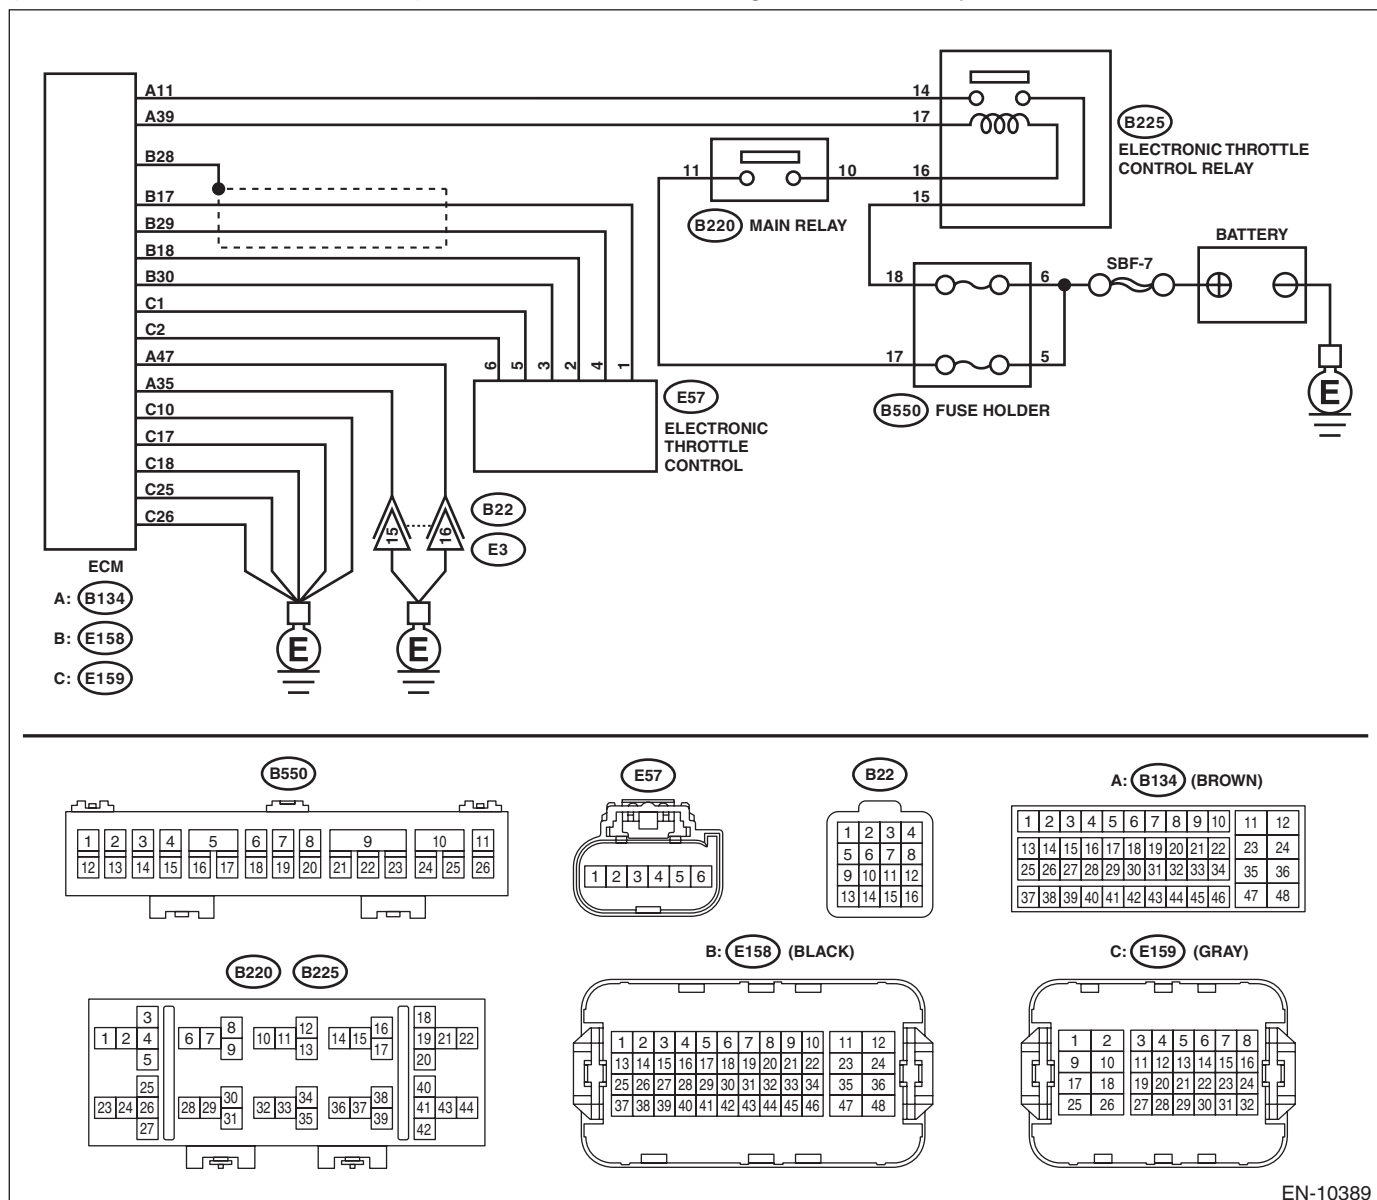 A11
A39
B28
B17
B29
B18
B30
C1
C2
A47
A35
C10
C17
C18
C25
C26
ECM
A: B134
B: E158
C: E159
E
E
15
16
B22
E3
6 5 3 2 4 1
E57
ELECTRONIC
THROTTLE
CONTROL
14
17
16
15
B225
ELECTRONIC THROTTLE
CONTROL RELAY
11
10
B220 MAIN RELAY
18
6
17
5
B550 FUSE HOLDER
SBF-7
BATTERY
E
B550
1 2 3 4 5 6 7 8 9 10 11
12 13 14 15 16 17 18 19 20 21 22 23 24 25 26
E57
1 2 3 4 5 6
B22
1 2 3 4
5 6 7 8
9 10 11 12
13 14 15 16
A: B134 (BROWN)
1 2 3 4 5 6 7 8 9 10 11 12
13 14 15 16 17 18 19 20 21 22 23 24
25 26 27 28 29 30 31 32 33 34 35 36
37 38 39 40 41 42 43 44 45 46 47 48
B220 B225
3 8 12 16 18
1 2 4 6 7 10 11 14 15 19 21 22
5 9 13 17 20
25 30 34 38 40
23 24 26 28 29 32 33 36 37 41 43 44
27 31 35 39 42
B: E158 (BLACK)
1 2 3 4 5 6 7 8 9 10 11 12
13 14 15 16 17 18 19 20 21 22 23 24
25 26 27 28 29 30 31 32 33 34 35 36
37 38 39 40 41 42 43 44 45 46 47 48
C: E159 (GRAY)
1 2 3 4 5 6 7 8
9 10 11 12 13 14 15 16
17 18 19 20 21 22 23 24
25 26 27 28 29 30 31 32
EN-10389